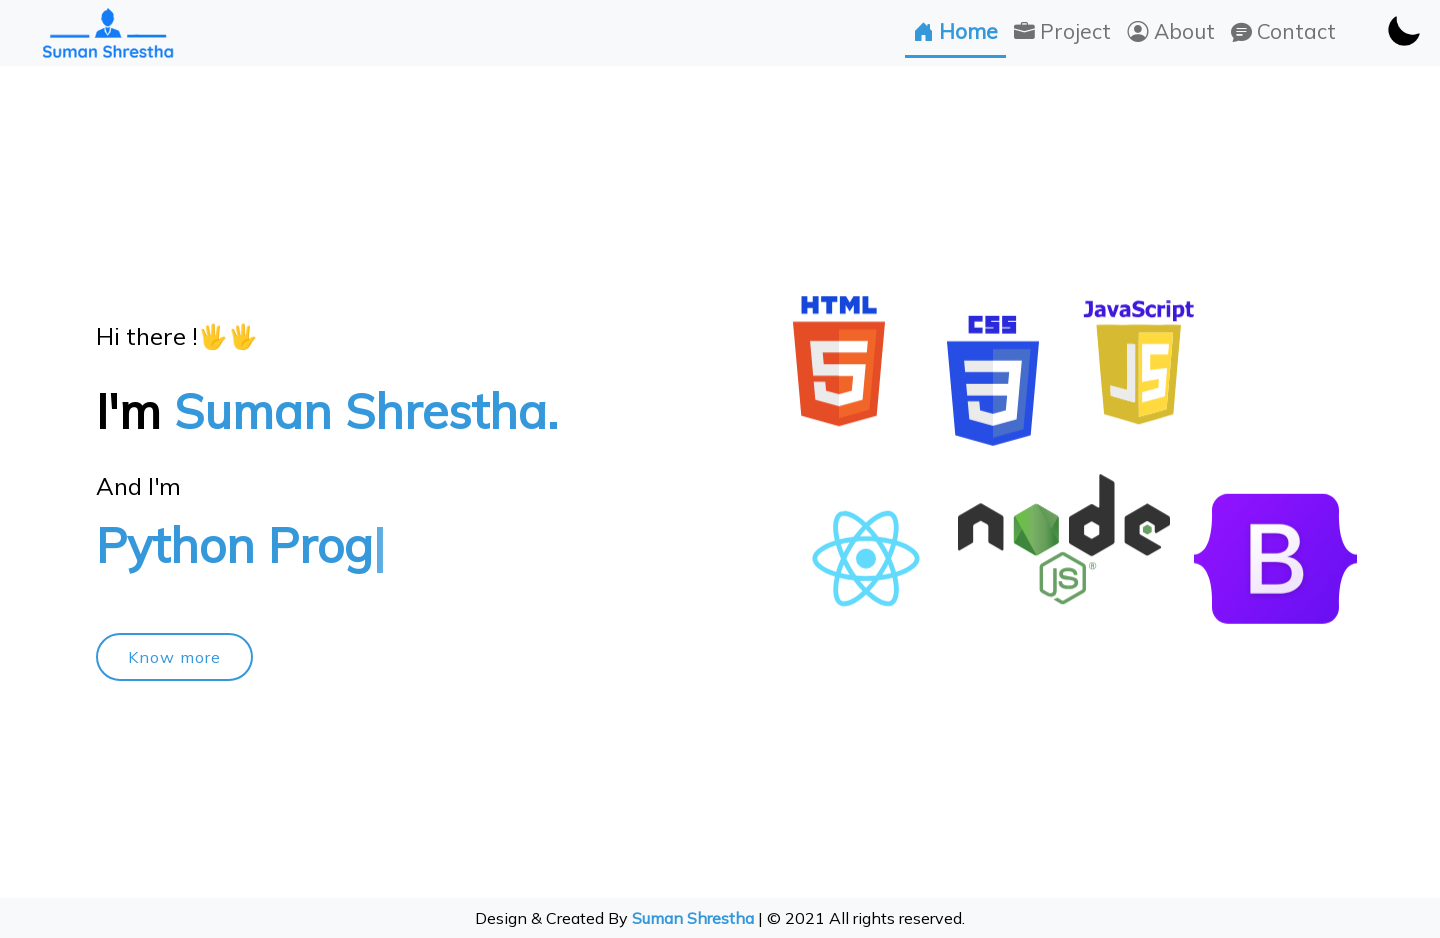 Suman Shrestha
Home Project About Contact
Hi there !🖐🖐
I'm Suman Shrestha.
And I'm
Python Prog|
Know more
HTML
5
CSS
3
JavaScript
JS
node
JS ®
B
Design & Created By Suman Shrestha | © 2021 All rights reserved.